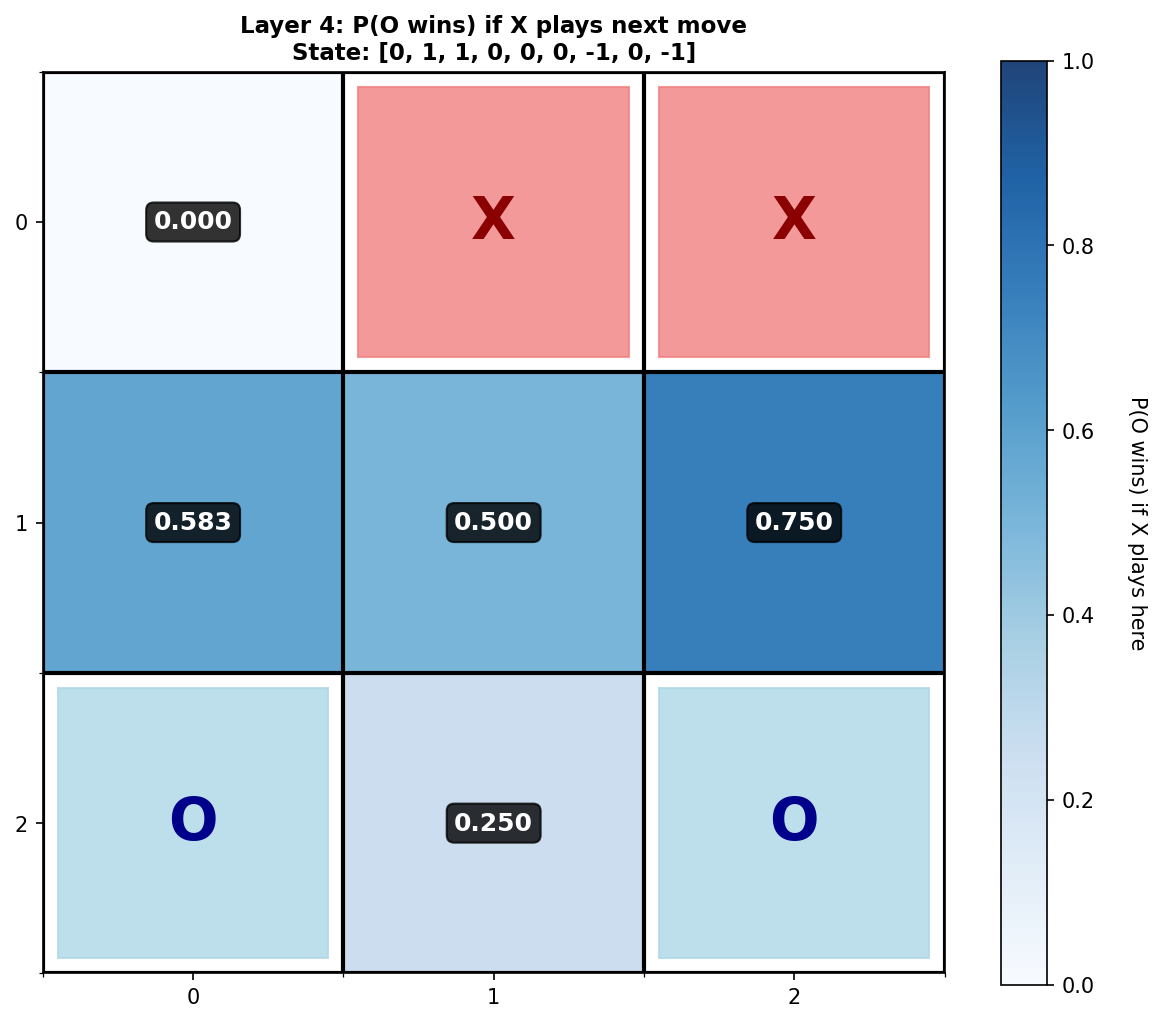 Layer 4: P(O wins) if X plays next move
State: [0, 1, 1, 0, 0, 0, -1, 0, -1]
0
0.000
X
X
1
0.583
0.500
0.750
2
O
0.250
O
0
1
2
1.0
0.8
0.6
0.4
0.2
0.0
P(O wins) if X plays here